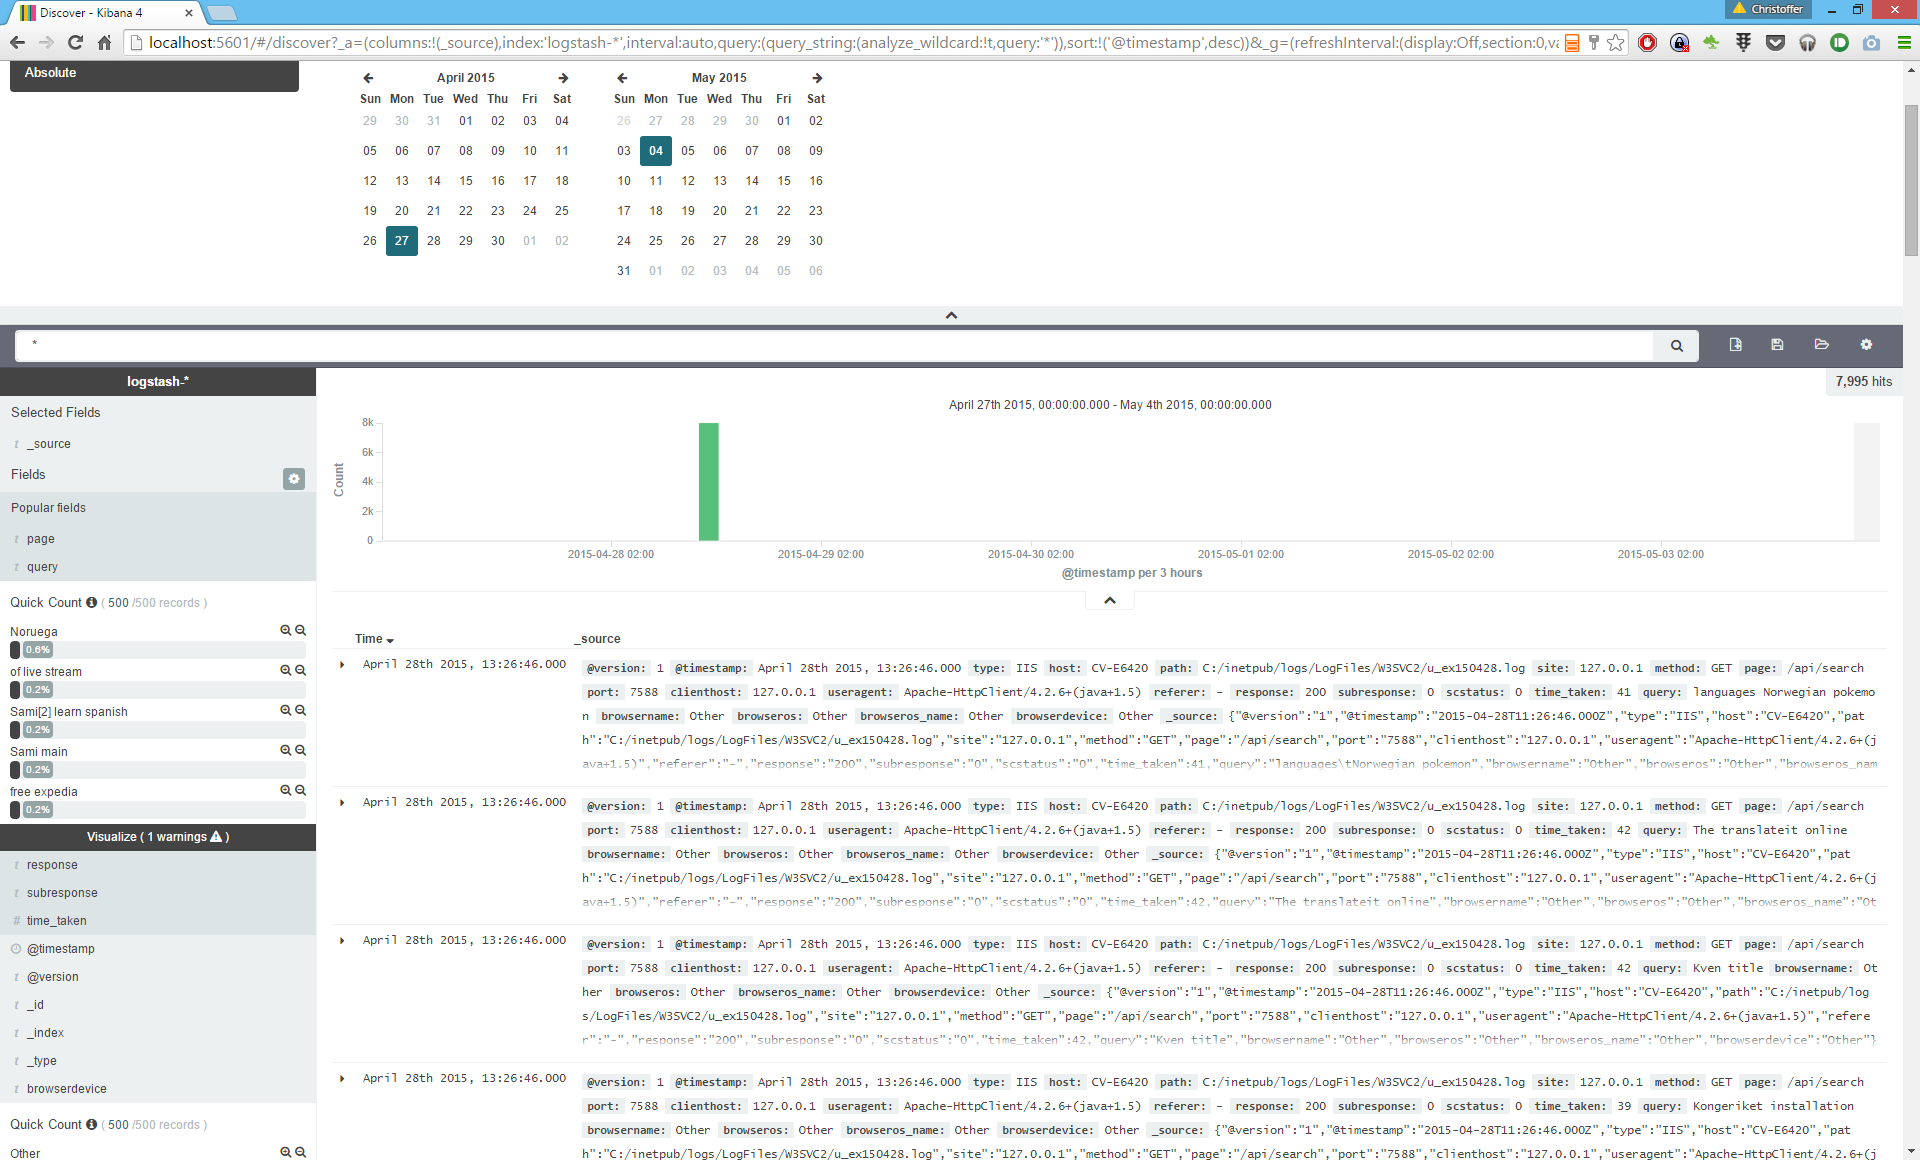 Discover - Kibana 4
Christoffer
localhost:5601/#/discover?_a=(columns:!(_source),index:'logstash-*',interval:auto,query:(query_string:(analyze_wildcard:!t,query:'*')),sort:!('@timestamp',desc))&_g=(refreshInterval:(display:Off,section:0,va
Absolute
April 2015
Sun Mon Tue Wed Thu Fri Sat
29 30 31 01 02 03 04
05 06 07 08 09 10 11
12 13 14 15 16 17 18
19 20 21 22 23 24 25
26 27 28 29 30 01 02
May 2015
Sun Mon Tue Wed Thu Fri Sat
26 27 28 29 30 01 02
03 04 05 06 07 08 09
10 11 12 13 14 15 16
17 18 19 20 21 22 23
24 25 26 27 28 29 30
31 01 02 03 04 05 06
*
logstash-*
Selected Fields
t _source
Fields
Popular fields
t page
t query
Quick Count ( 500 /500 records )
Noruega
0.6%
of live stream
0.2%
Sami[2] learn spanish
0.2%
Sami main
0.2%
free expedia
0.2%
Visualize ( 1 warnings )
t response
t subresponse
# time_taken
@timestamp
t @version
t _id
t _index
t _type
t browserdevice
Quick Count ( 500 /500 records )
Other
7,995 hits
April 27th 2015, 00:00:00.000 - May 4th 2015, 00:00:00.000
Count
8k
6k
4k
2k
0
2015-04-28 02:00 2015-04-29 02:00 2015-04-30 02:00 2015-05-01 02:00 2015-05-02 02:00 2015-05-03 02:00
@timestamp per 3 hours
Time _source
April 28th 2015, 13:26:46.000 @version: 1 @timestamp: April 28th 2015, 13:26:46.000 type: IIS host: CV-E6420 path: C:/inetpub/logs/LogFiles/W3SVC2/u_ex150428.log site: 127.0.0.1 method: GET page: /api/search
port: 7588 clienthost: 127.0.0.1 useragent: Apache-HttpClient/4.2.6+(java+1.5) referer: - response: 200 subresponse: 0 scstatus: 0 time_taken: 41 query: languages Norwegian pokemo
n browsername: Other browseros: Other browseros_name: Other browserdevice: Other _source: {"@version":"1","@timestamp":"2015-04-28T11:26:46.000Z","type":"IIS","host":"CV-E6420","pat
h":"C:/inetpub/logs/LogFiles/W3SVC2/u_ex150428.log","site":"127.0.0.1","method":"GET","page":"/api/search","port":"7588","clienthost":"127.0.0.1","useragent":"Apache-HttpClient/4.2.6+(j
ava+1.5)","referer":"-","response":"200","subresponse":"0","scstatus":"0","time_taken":41,"query":"languages\tNorwegian pokemon","browsername":"Other","browseros":"Other","browseros_nam
April 28th 2015, 13:26:46.000 @version: 1 @timestamp: April 28th 2015, 13:26:46.000 type: IIS host: CV-E6420 path: C:/inetpub/logs/LogFiles/W3SVC2/u_ex150428.log site: 127.0.0.1 method: GET page: /api/search
port: 7588 clienthost: 127.0.0.1 useragent: Apache-HttpClient/4.2.6+(java+1.5) referer: - response: 200 subresponse: 0 scstatus: 0 time_taken: 42 query: The translateit online
browsername: Other browseros: Other browseros_name: Other browserdevice: Other _source: {"@version":"1","@timestamp":"2015-04-28T11:26:46.000Z","type":"IIS","host":"CV-E6420","pat
h":"C:/inetpub/logs/LogFiles/W3SVC2/u_ex150428.log","site":"127.0.0.1","method":"GET","page":"/api/search","port":"7588","clienthost":"127.0.0.1","useragent":"Apache-HttpClient/4.2.6+(j
ava+1.5)","referer":"-","response":"200","subresponse":"0","scstatus":"0","time_taken":42,"query":"The translateit online","browsername":"Other","browseros":"Other","browseros_name":"Ot
April 28th 2015, 13:26:46.000 @version: 1 @timestamp: April 28th 2015, 13:26:46.000 type: IIS host: CV-E6420 path: C:/inetpub/logs/LogFiles/W3SVC2/u_ex150428.log site: 127.0.0.1 method: GET page: /api/search
port: 7588 clienthost: 127.0.0.1 useragent: Apache-HttpClient/4.2.6+(java+1.5) referer: - response: 200 subresponse: 0 scstatus: 0 time_taken: 42 query: Kven title browsername: Ot
her browseros: Other browseros_name: Other browserdevice: Other _source: {"@version":"1","@timestamp":"2015-04-28T11:26:46.000Z","type":"IIS","host":"CV-E6420","path":"C:/inetpub/log
s/LogFiles/W3SVC2/u_ex150428.log","site":"127.0.0.1","method":"GET","page":"/api/search","port":"7588","clienthost":"127.0.0.1","useragent":"Apache-HttpClient/4.2.6+(java+1.5)","refere
r":"-","response":"200","subresponse":"0","scstatus":"0","time_taken":42,"query":"Kven title","browsername":"Other","browseros":"Other","browseros_name":"Other","browserdevice":"Other"}
April 28th 2015, 13:26:46.000 @version: 1 @timestamp: April 28th 2015, 13:26:46.000 type: IIS host: CV-E6420 path: C:/inetpub/logs/LogFiles/W3SVC2/u_ex150428.log site: 127.0.0.1 method: GET page: /api/search
port: 7588 clienthost: 127.0.0.1 useragent: Apache-HttpClient/4.2.6+(java+1.5) referer: - response: 200 subresponse: 0 scstatus: 0 time_taken: 39 query: Kongeriket installation
browsername: Other browseros: Other browseros_name: Other browserdevice: Other _source: {"@version":"1","@timestamp":"2015-04-28T11:26:46.000Z","type":"IIS","host":"CV-E6420","pat
h":"C:/inetpub/logs/LogFiles/W3SVC2/u_ex150428.log","site":"127.0.0.1","method":"GET","page":"/api/search","port":"7588","clienthost":"127.0.0.1","useragent":"Apache-HttpClient/4.2.6+(j